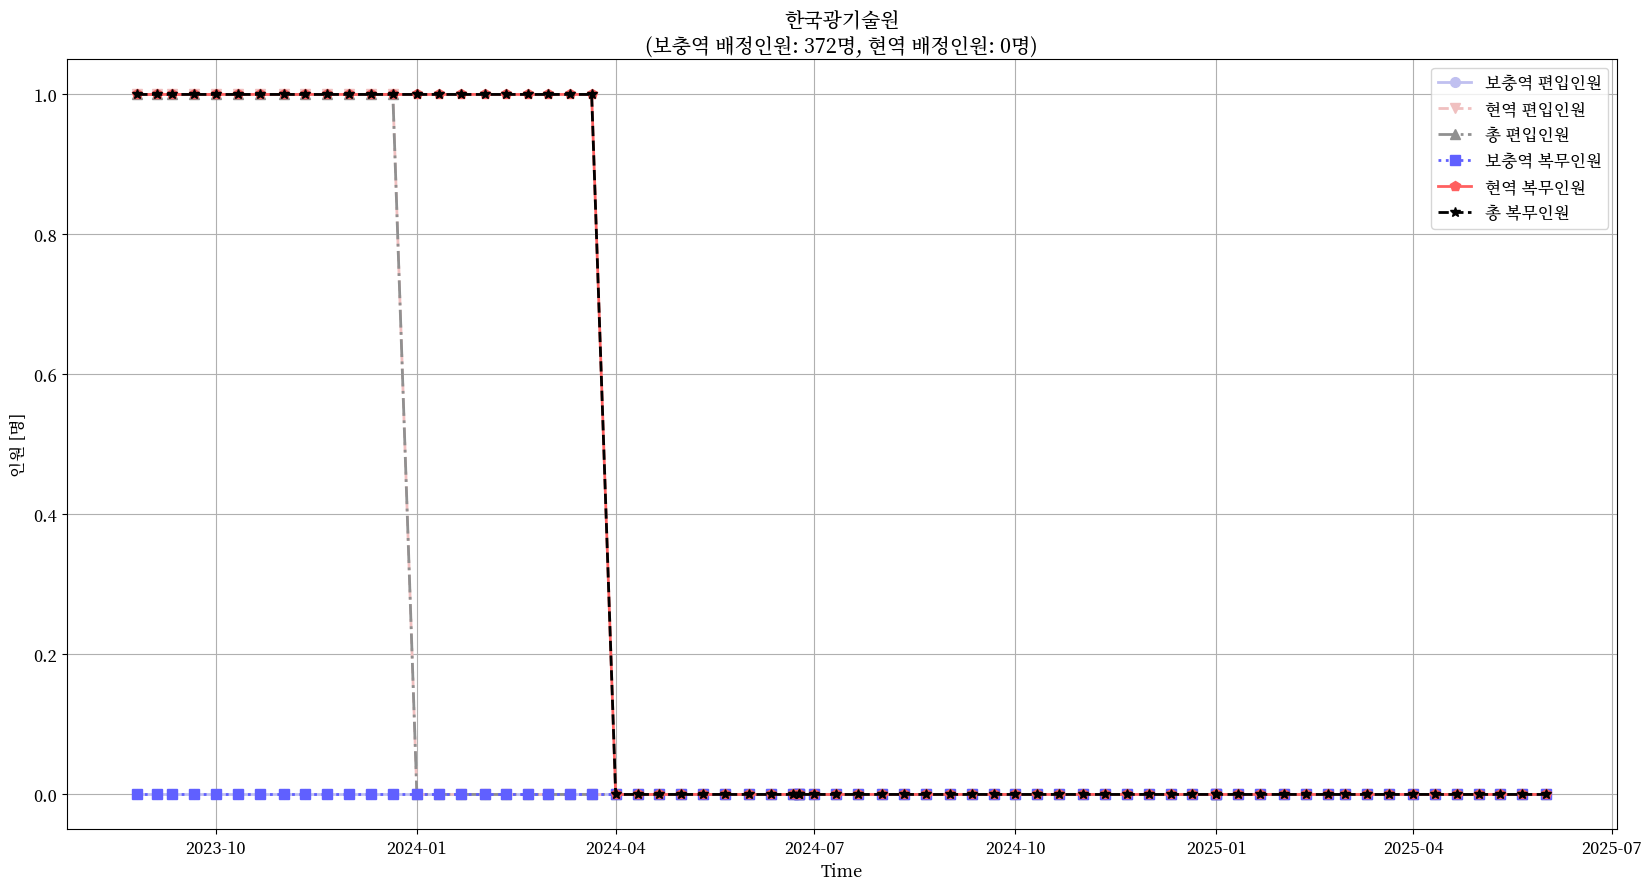 한국광기술원
(보충역 배정인원: 372명, 현역 배정인원: 0명)
보충역 편입인원
현역 편입인원
총 편입인원
보충역 복무인원
현역 복무인원
총 복무인원
인원 [명]
1.0
0.8
0.6
0.4
0.2
0.0
2023-10
2024-01
2024-04
2024-07
2024-10
2025-01
2025-04
2025-07
Time